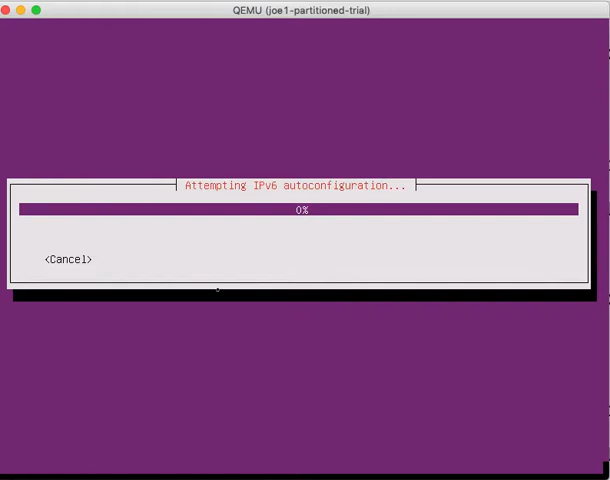 QEMU (joe1-partitioned-trial)
Attempting IPv6 autoconfiguration...
0%
<Cancel>